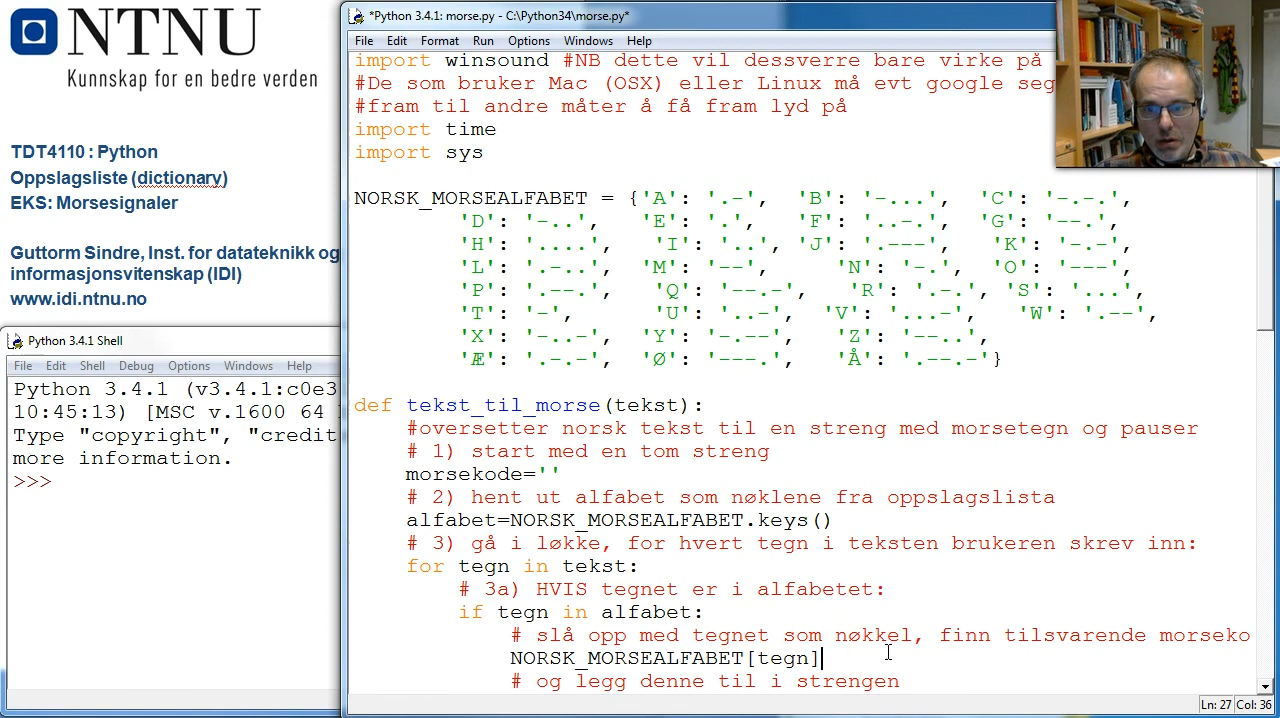 NTNU
Kunnskap for en bedre verden
TDT4110 : Python
Oppslagsliste (dictionary)
EKS: Morsesignaler
Guttorm Sindre, Inst. for datateknikk og
informasjonsvitenskap (IDI)
www.idi.ntnu.no
Python 3.4.1 Shell
File Edit Shell Debug Options Windows Help
Python 3.4.1 (v3.4.1:c0e3
10:45:13) [MSC v.1600 64
Type "copyright", "credit
more information.
>>>
*Python 3.4.1: morse.py - C:\Python34\morse.py*
File Edit Format Run Options Windows Help
import winsound #NB dette vil dessverre bare virke på
#De som bruker Mac (OSX) eller Linux må evt google seg
#fram til andre måter å få fram lyd på
import time
import sys
NORSK_MORSEALFABET = {'A': '.-', 'B': '-...', 'C': '-.-.',
'D': '-..', 'E': '.', 'F': '..-.', 'G': '--.',
'H': '....', 'I': '..', 'J': '.---', 'K': '-.-',
'L': '.-..', 'M': '--', 'N': '-.', 'O': '---',
'P': '.--.', 'Q': '--.-', 'R': '.-.', 'S': '...',
'T': '-', 'U': '..-', 'V': '...-', 'W': '.--',
'X': '-..-', 'Y': '-.--', 'Z': '--..',
'Æ': '.-.-', 'Ø': '---.', 'Å': '.--.-'}
def tekst_til_morse(tekst):
#oversetter norsk tekst til en streng med morsetegn og pauser
# 1) start med en tom streng
morsekode=''
# 2) hent ut alfabet som nøklene fra oppslagslista
alfabet=NORSK_MORSEALFABET.keys()
# 3) gå i løkke, for hvert tegn i teksten brukeren skrev inn:
for tegn in tekst:
# 3a) HVIS tegnet er i alfabetet:
if tegn in alfabet:
# slå opp med tegnet som nøkkel, finn tilsvarende morseko
NORSK_MORSEALFABET[tegn]
# og legg denne til i strengen
Ln: 27 Col: 36